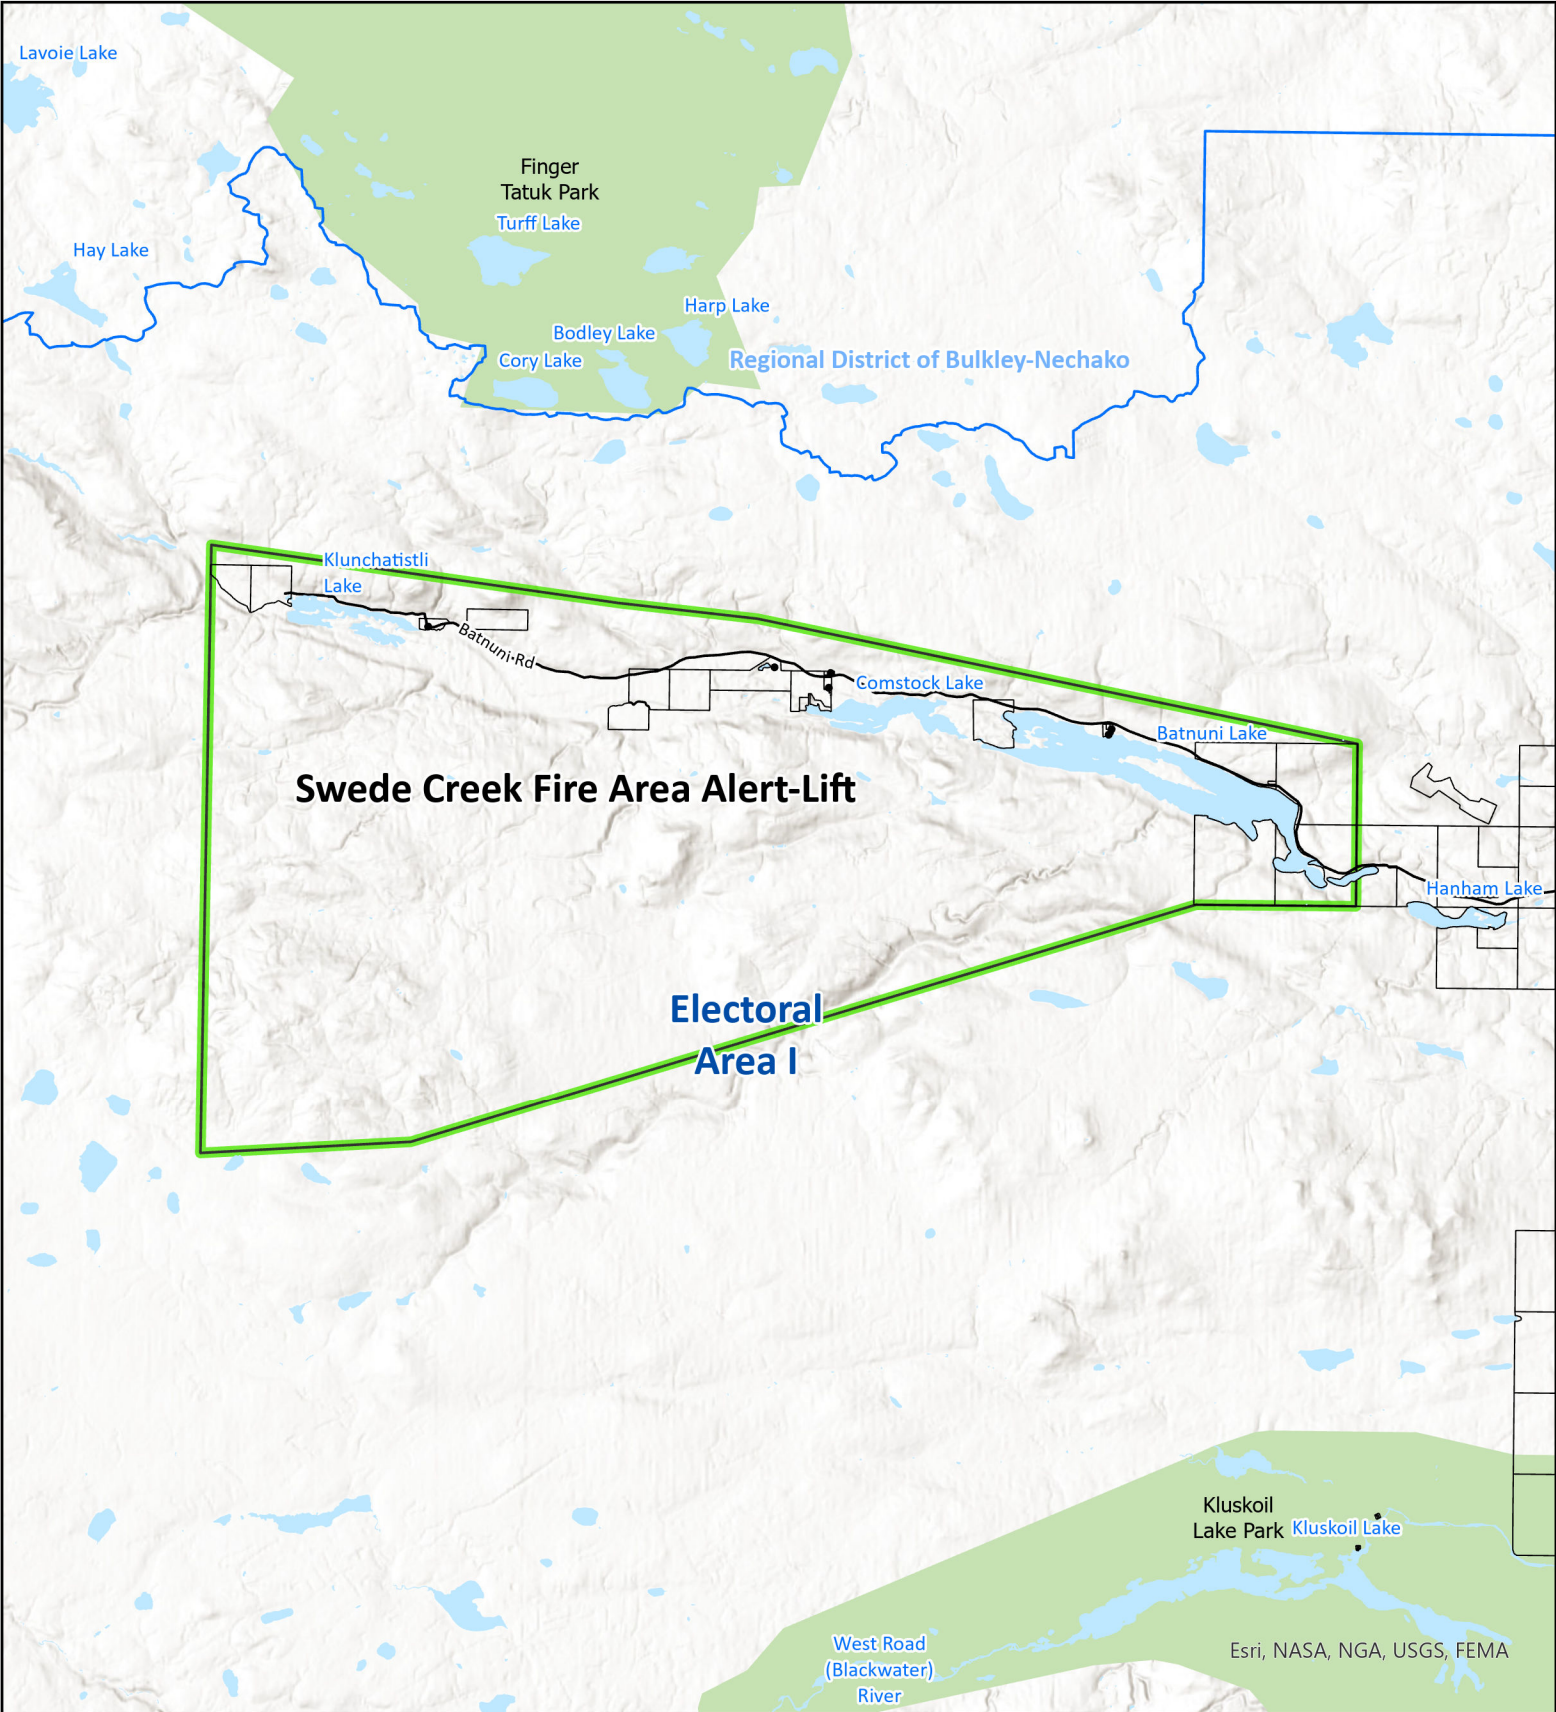 Lavoie Lake
Finger
Tatuk Park
Turff Lake
Hay Lake
Harp Lake
Bodley Lake
Cory Lake
Regional District of Bulkley-Nechako
Klunchatistli
Lake
Batnuni Rd
Comstock Lake
Batnuni Lake
Swede Creek Fire Area Alert-Lift
Hanham Lake
Electoral
Area I
Kluskoil
Lake Park
Kluskoil Lake
West Road
(Blackwater)
River
Esri, NASA, NGA, USGS, FEMA